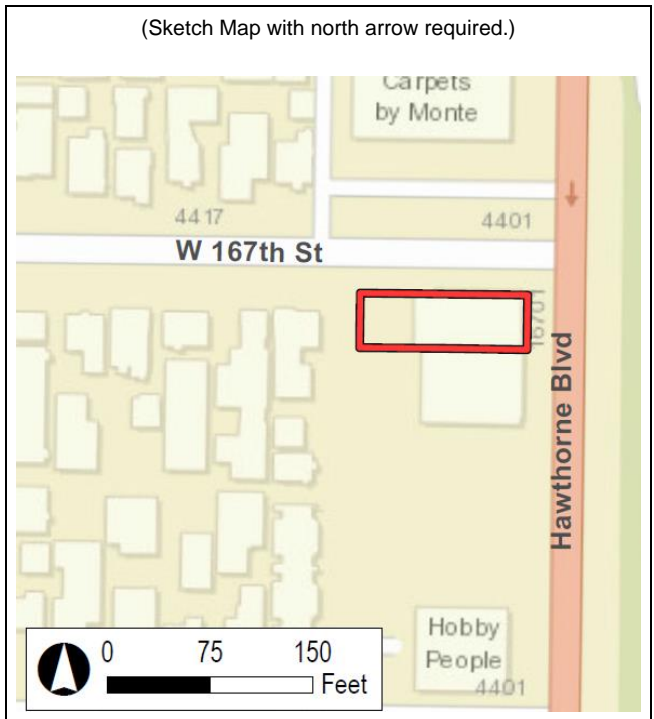 (Sketch Map with north arrow required.)
Carpets
by Monte
4417
4401
W 167th St
16701
Hawthorne Blvd
Hobby
People
4401
0 75 150
Feet